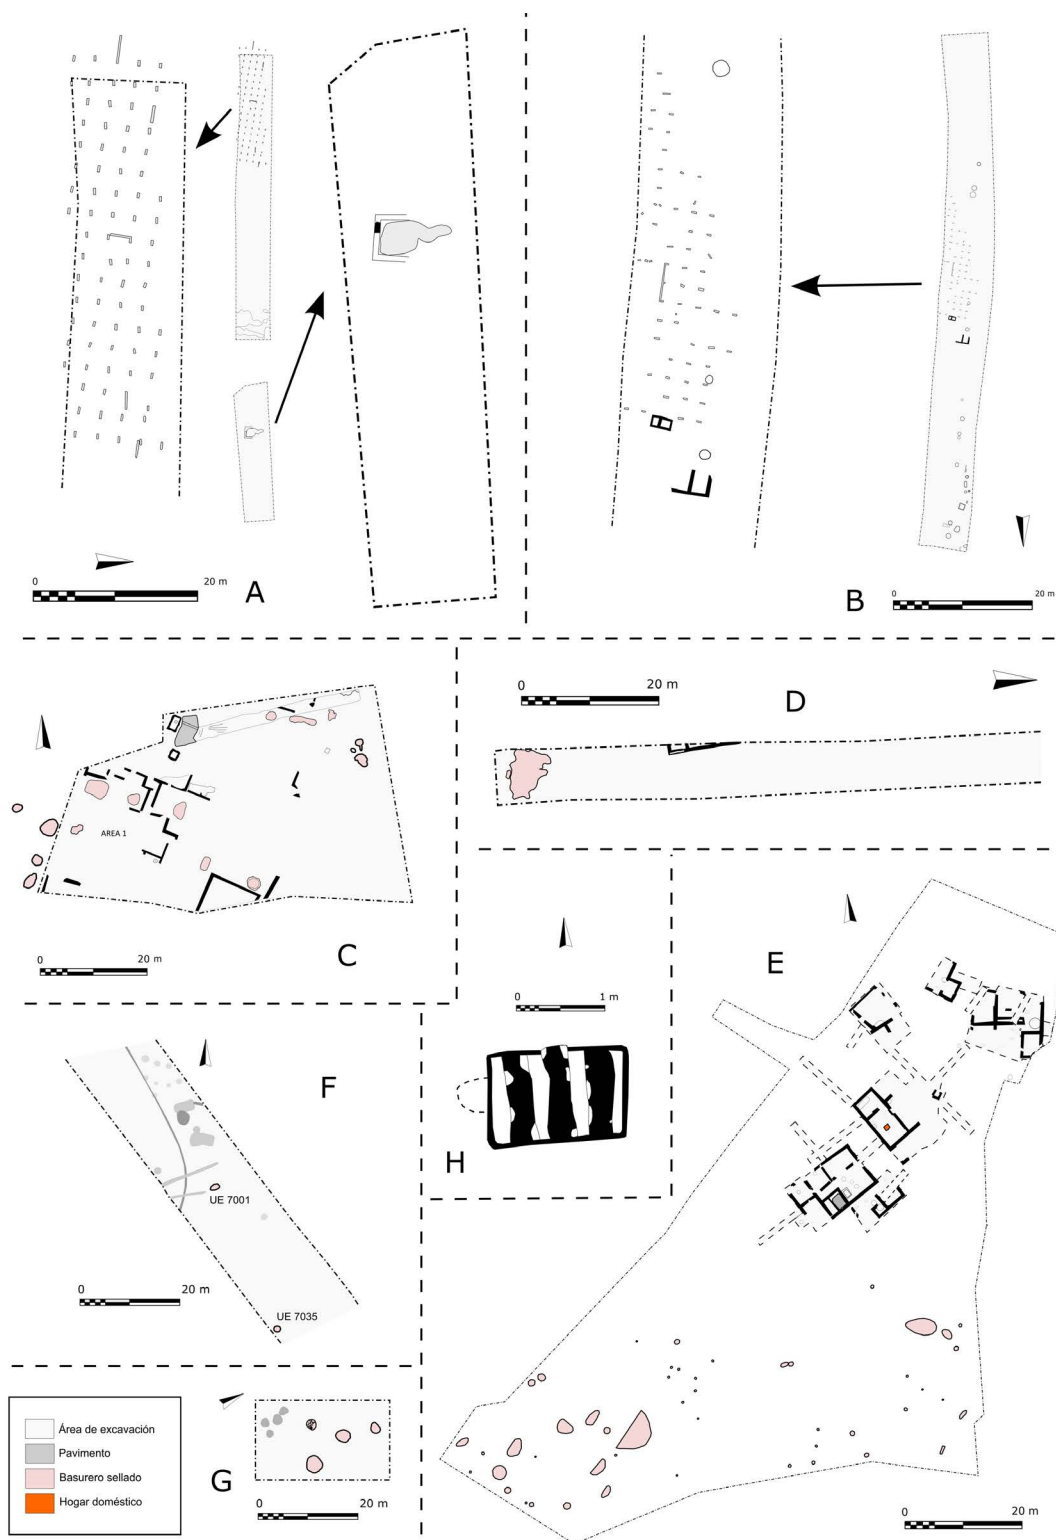 0 20 m
A
B
0 20 m
AREA 1
0 20 m
C
0 20 m
D
E
0 1 m
H
F
UE 7001
0 20 m
UE 7035
G
0 20 m
0 20 m
Área de excavación
Pavimento
Basurero sellado
Hogar doméstico